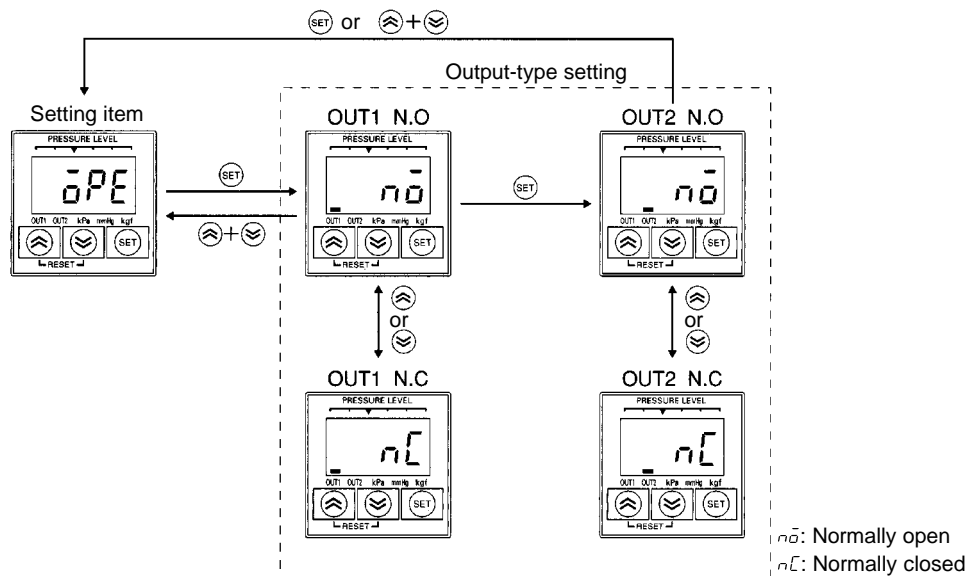 SET or +
Output-type setting
Setting item
OUT1 N.O
OUT2 N.O
PRESSURE LEVEL
ōPE
OUT1 OUT2 kPa mmHg kgf
SET
RESET
SET
+
PRESSURE LEVEL
nō
OUT1 OUT2 kPa mmHg kgf
SET
RESET
SET
PRESSURE LEVEL
nō
OUT1 OUT2 kPa mmHg kgf
SET
RESET
or
or
OUT1 N.C
OUT2 N.C
PRESSURE LEVEL
nC
OUT1 OUT2 kPa mmHg kgf
SET
RESET
PRESSURE LEVEL
nC
OUT1 OUT2 kPa mmHg kgf
SET
RESET
nō: Normally open
nC: Normally closed